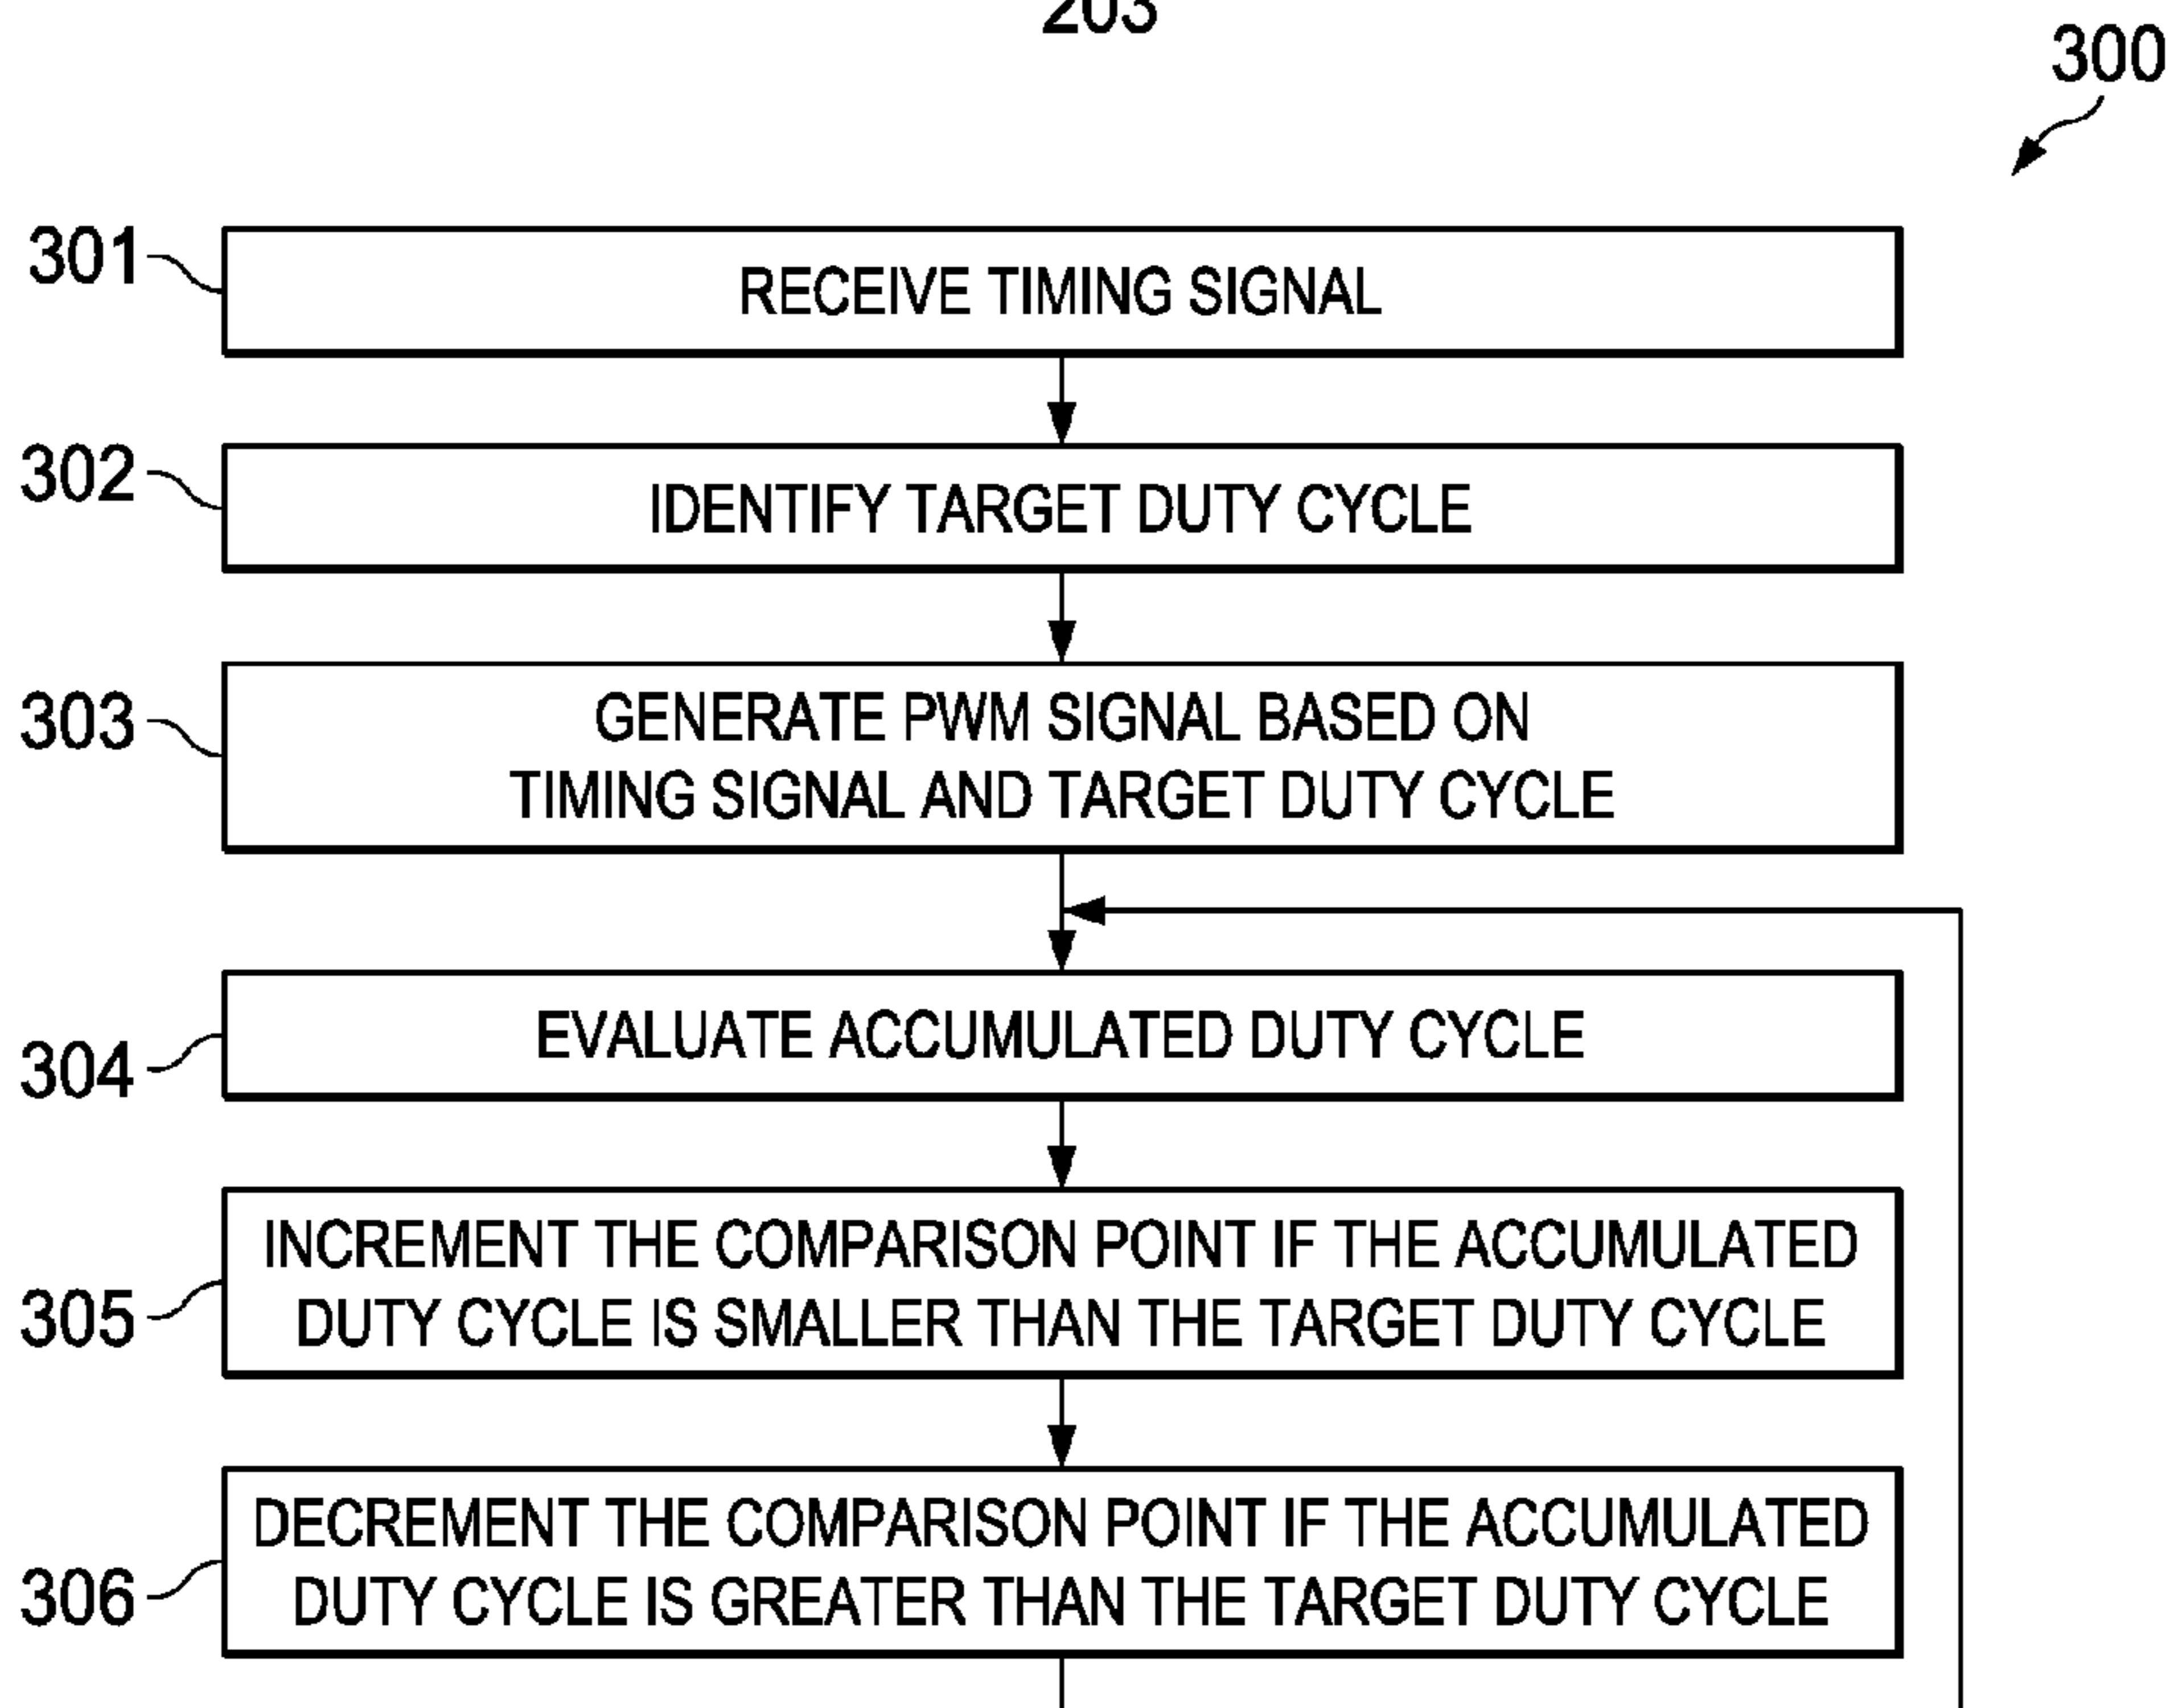 203
300
301
RECEIVE TIMING SIGNAL
302
IDENTIFY TARGET DUTY CYCLE
303
GENERATE PWM SIGNAL BASED ON
TIMING SIGNAL AND TARGET DUTY CYCLE
304
EVALUATE ACCUMULATED DUTY CYCLE
305
INCREMENT THE COMPARISON POINT IF THE ACCUMULATED
DUTY CYCLE IS SMALLER THAN THE TARGET DUTY CYCLE
306
DECREMENT THE COMPARISON POINT IF THE ACCUMULATED
DUTY CYCLE IS GREATER THAN THE TARGET DUTY CYCLE